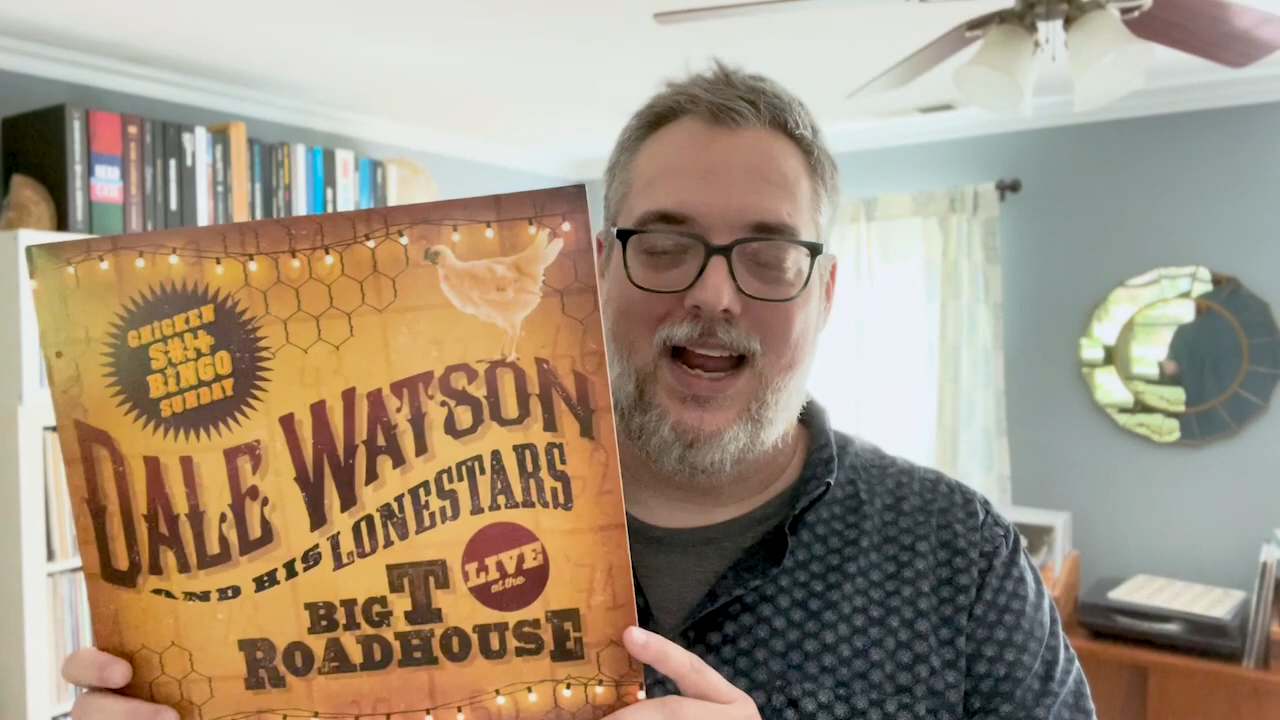 CHICKEN
S#!+
BINGO
SUNDAY
DALE WATSON
AND HIS LONESTARS
LIVE
at the
BIG T
ROADHOUSE